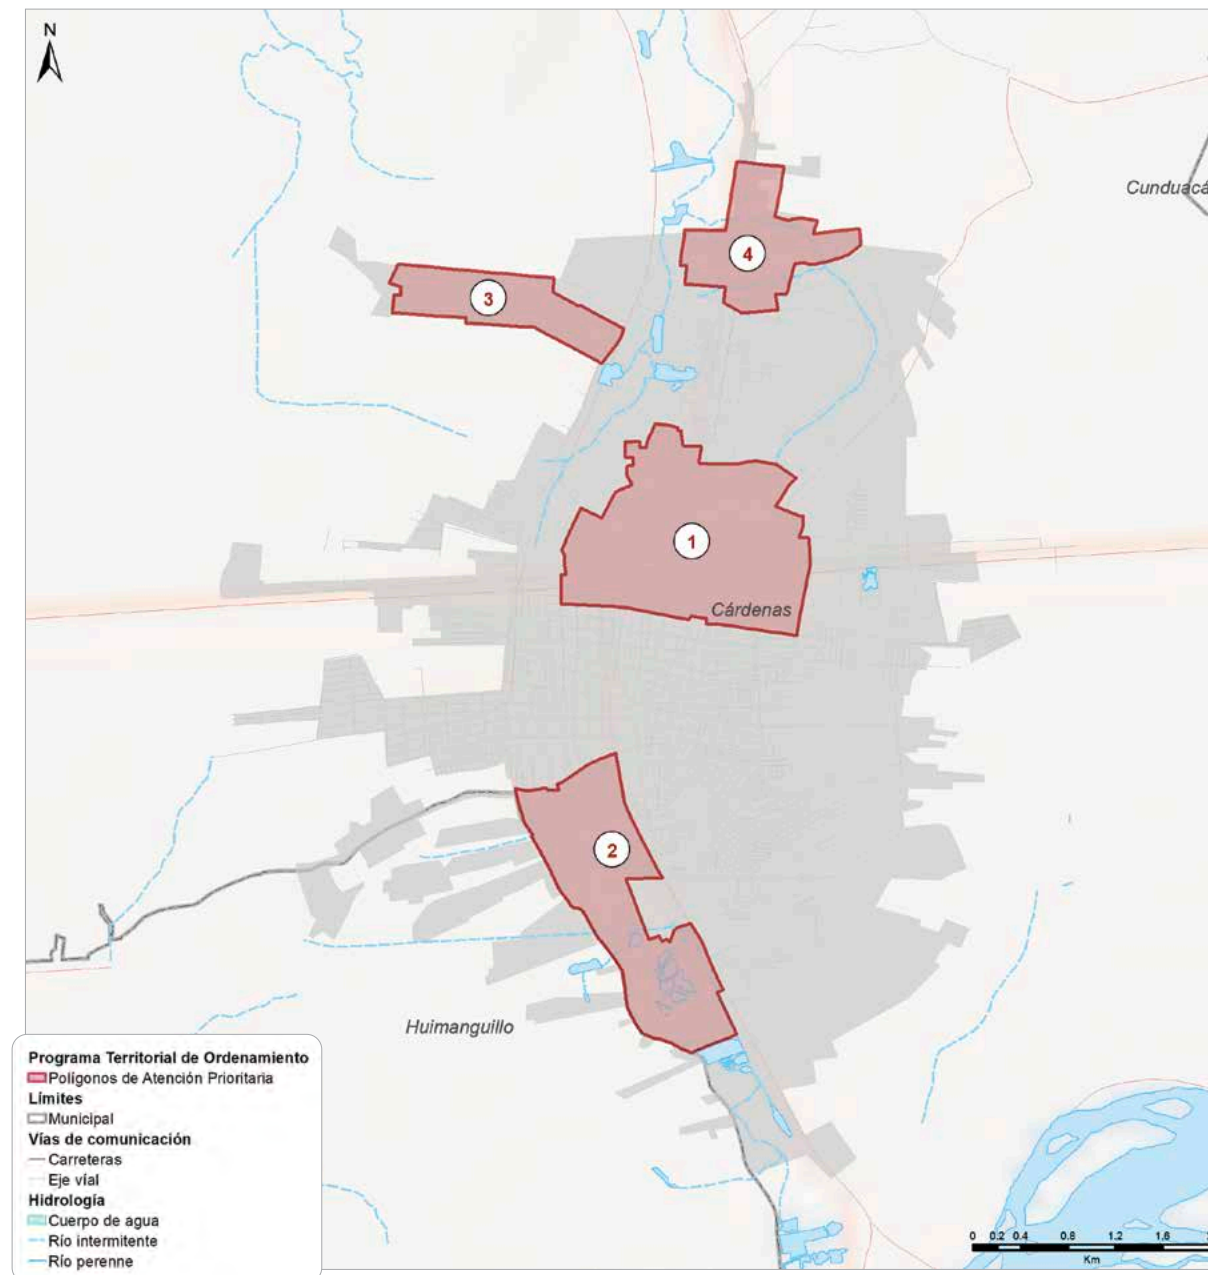 N
Cunduacá
4
3
1
Cárdenas
2
Huimanguillo
Programa Territorial de Ordenamiento
Polígonos de Atención Prioritaria
Límites
Municipal
Vías de comunicación
Carreteras
Eje víal
Hidrología
Cuerpo de agua
Río intermitente
Río perenne
0 0.2 0.4 0.8 1.2 1.6
Km